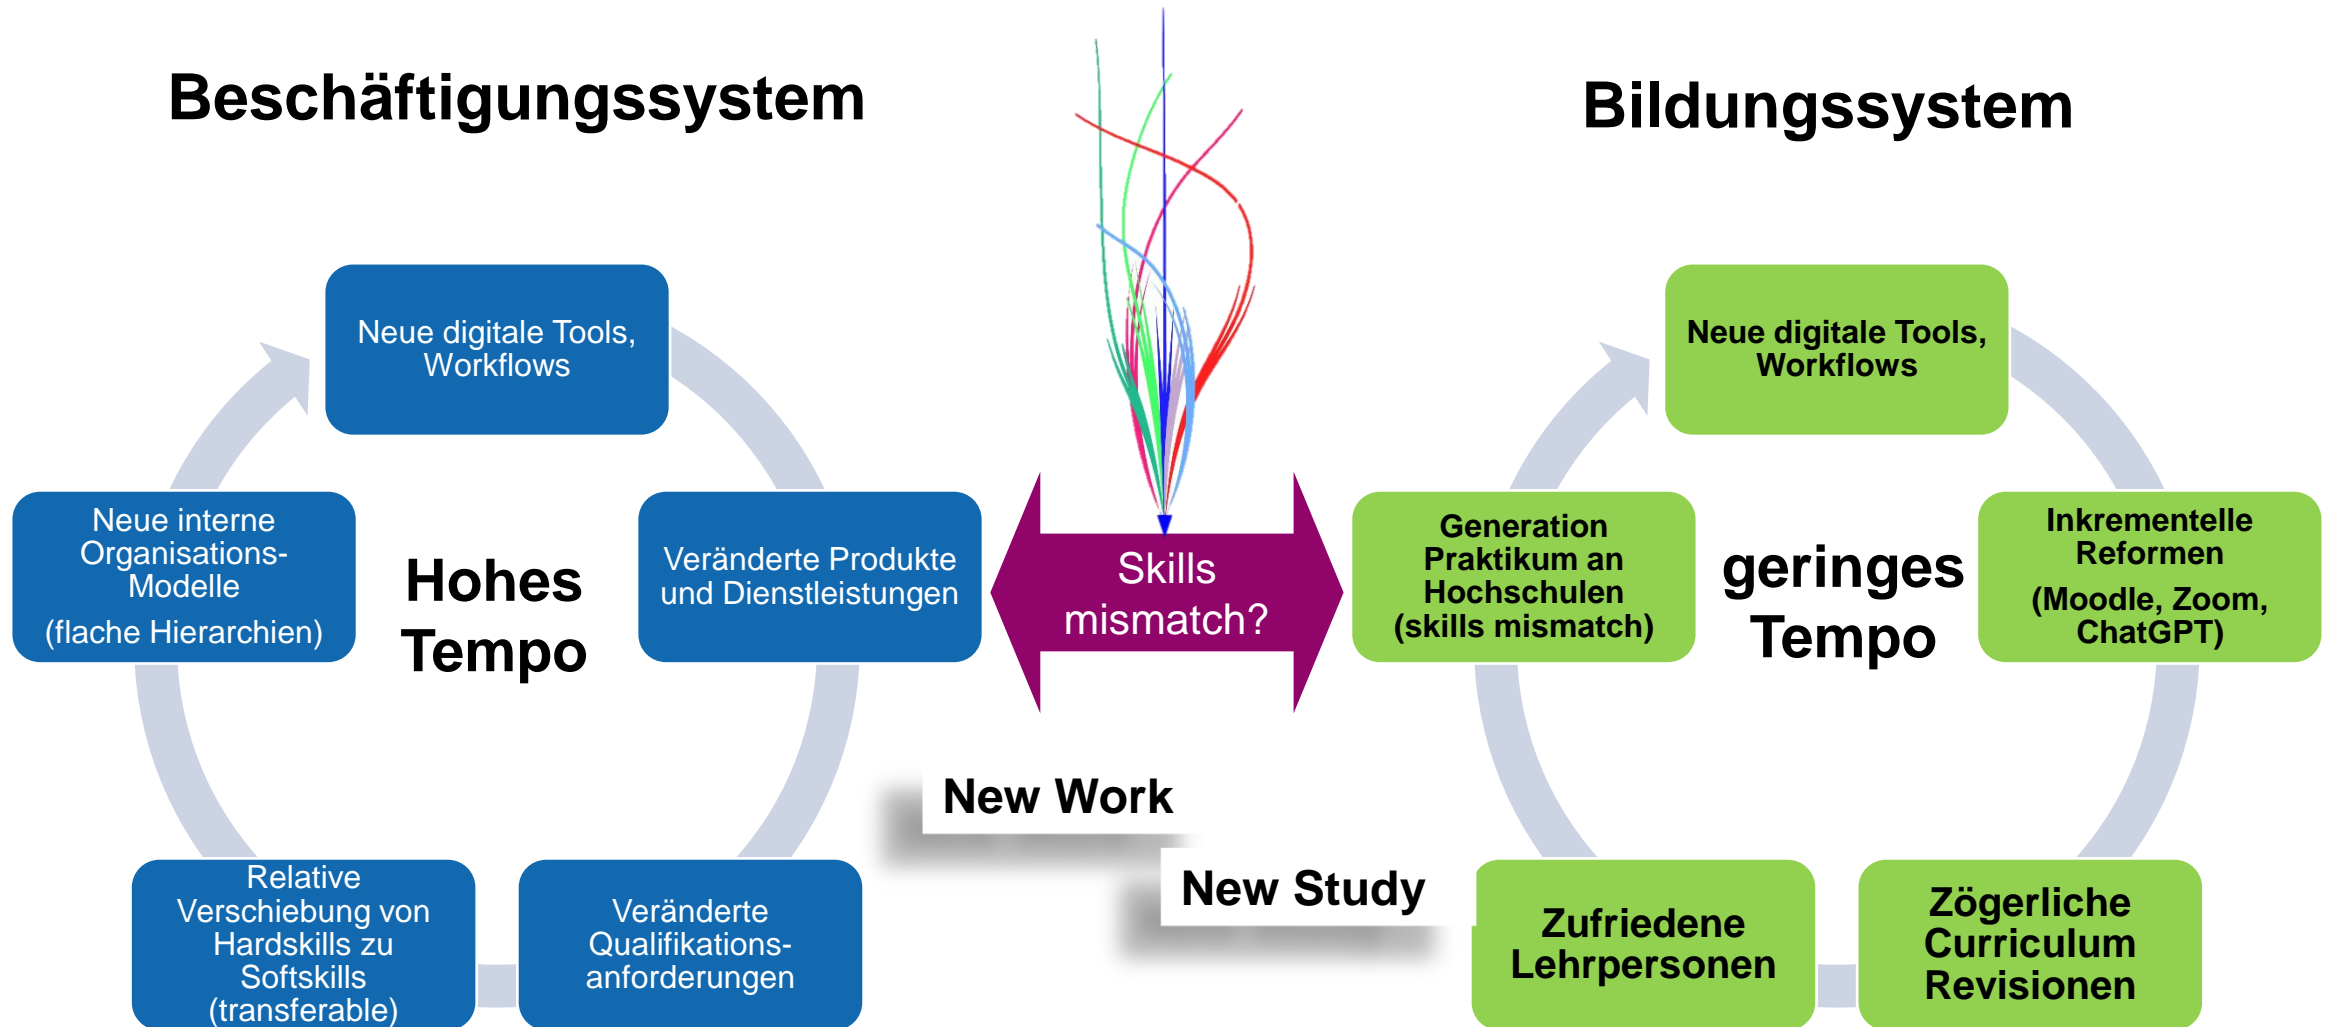 Beschäftigungssystem
Neue digitale Tools,
Workflows
Veränderte Produkte
und Dienstleistungen
Veränderte
Qualifikations-
anforderungen
Relative
Verschiebung von
Hardskills zu
Softskills
(transferable)
Neue interne
Organisations-
Modelle
(flache Hierarchien)
Hohes
Tempo
Skills
mismatch?
New Work
New Study
Bildungssystem
Neue digitale Tools,
Workflows
Inkrementelle
Reformen
(Moodle, Zoom,
ChatGPT)
Zögerliche
Curriculum
Revisionen
Zufriedene
Lehrpersonen
Generation
Praktikum an
Hochschulen
(skills mismatch)
geringes
Tempo